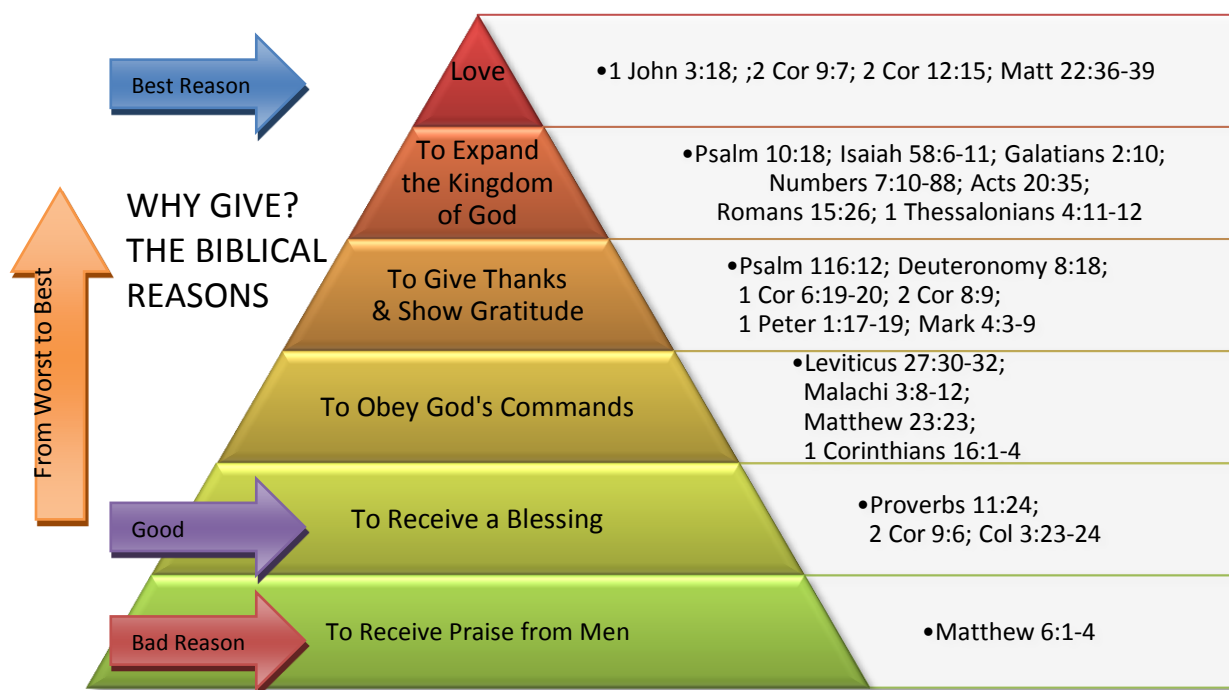 Best Reason
Love
•1 John 3:18; ;2 Cor 9:7; 2 Cor 12:15; Matt-22:36-39
WHY GIVE?
THE BIBLICAL
REASONS
From Worst to Best
To Expand
the Kingdom
of God
•Psalm 10:18; Isaiah 58:6-11; Galatians 2:10;
Numbers 7:10-88; Acts 20:35;
Romans 15:26; 1 Thessalonians 4:11-12
To Give Thanks
& Show Gratitude
•Psalm 116:12; Deuteronomy 8:18;
1 Cor 6:19-20; 2 Cor 8:9;
1 Peter 1:17-19; Mark 4:3-9
To Obey God's Commands
•Leviticus 27:30-32;
Malachi 3:8-12;
Matthew 23:23;
1 Corinthians 16:1-4
Good
To Receive a Blessing
•Proverbs 11:24;
2 Cor 9:6; Col 3:23-24
Bad Reason
To Receive Praise from Men
•Matthew 6:1-4